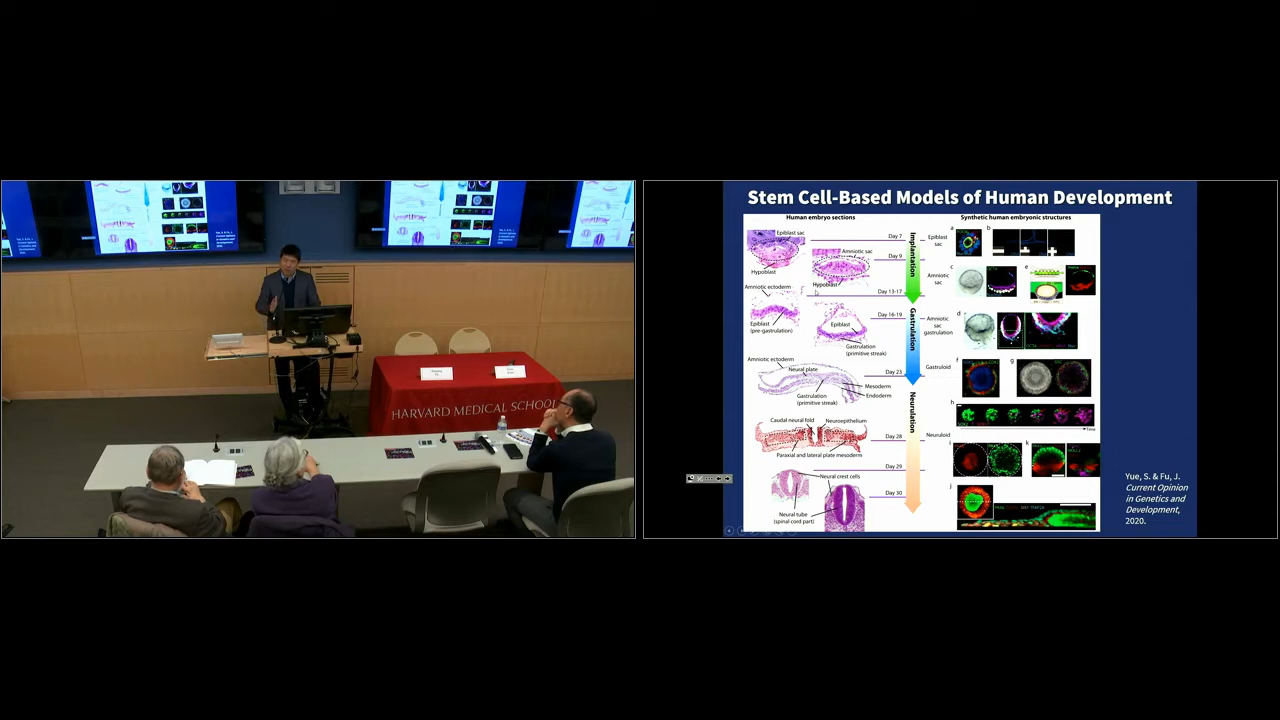 HARVARD MEDICAL SCHOOL
Stem Cell-Based Models of Human Development
Human embryo sections
Synthetic human embryonic structures
Epiblast sac
Hypoblast
Amniotic sac
Hypoblast
Day 7
Day 9
Implantation
Epiblast
sac
Amniotic
sac
Amniotic ectoderm
Epiblast
(pre-gastrulation)
Day 13-17
Day 16-19
Epiblast
Gastrulation
(primitive streak)
Gastrulation
Amniotic
sac
gastrulation
Amniotic ectoderm
Neural plate
Gastrulation
(primitive streak)
Mesoderm
Endoderm
Day 23
Gastruloid
Neurulation
Caudal neural fold
Neuroepithelium
Paraxial and lateral plate mesoderm
Day 28
Neuruloid
Day 29
Neural crest cells
Day 30
Neural tube
(spinal cord part)
a
b
c
e
d
f
g
h
Time
i
k
j
Yue, S. & Fu, J.
Current Opinion
in Genetics and
Development,
2020.